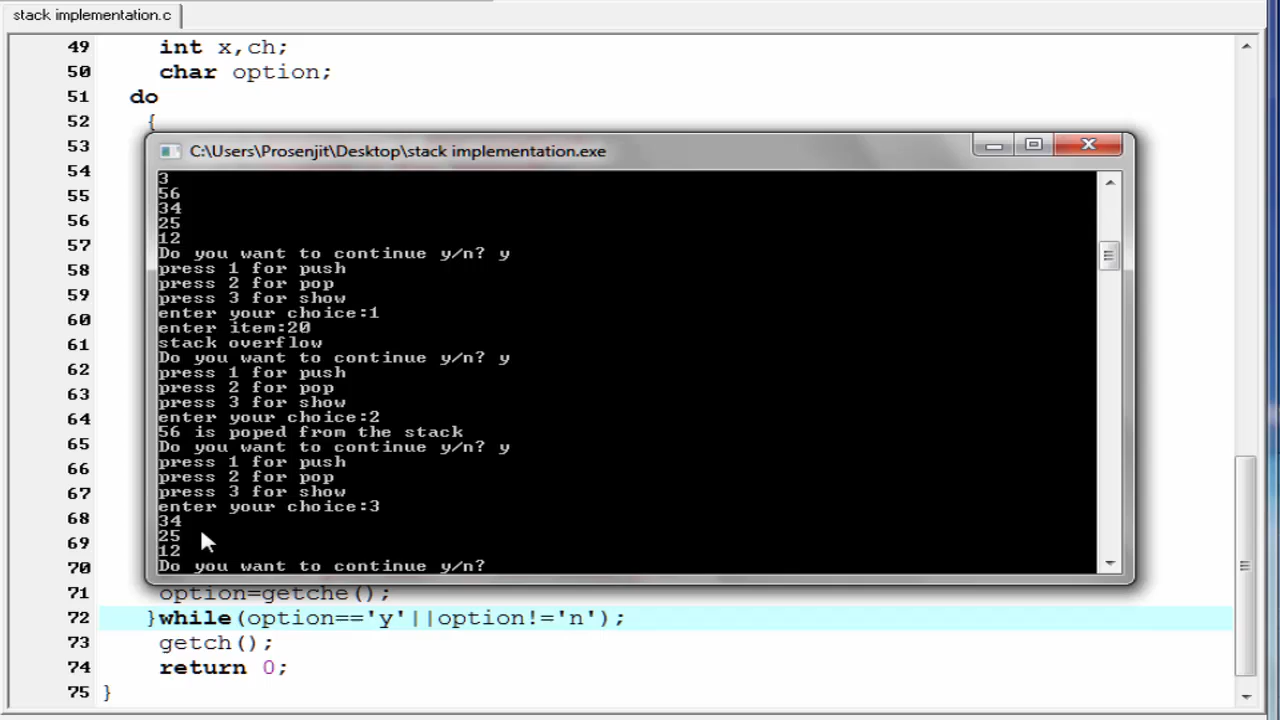 stack implementation.c
49 int x,ch;
50 char option;
51 do
52 {
53
54
55
56
57
58
59
60
61
62
63
64
65
66
67
68
69
70
C:\Users\Prosenjit\Desktop\stack implementation.exe
3
56
34
25
12
Do you want to continue y/n? y
press 1 for push
press 2 for pop
press 3 for show
enter your choice:1
enter item:20
stack overflow
Do you want to continue y/n? y
press 1 for push
press 2 for pop
press 3 for show
enter your choice:2
56 is poped from the stack
Do you want to continue y/n? y
press 1 for push
press 2 for pop
press 3 for show
enter your choice:3
34
25
12
Do you want to continue y/n?
71 option=getche();
72 }while(option=='y'||option!='n');
73 getch();
74 return 0;
75 }